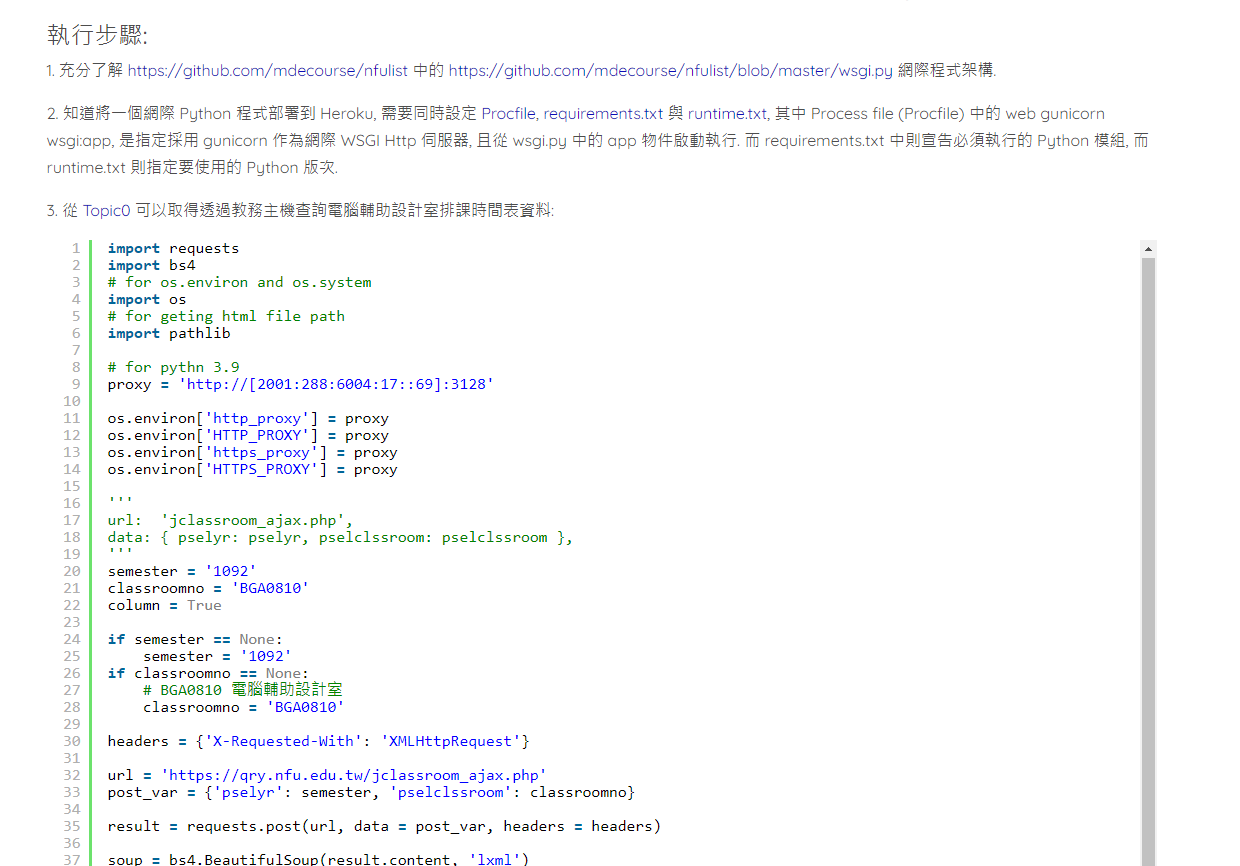 執行步驟:
1. 充分了解 https://github.com/mdecourse/nfulist 中的 https://github.com/mdecourse/nfulist/blob/master/wsgi.py 網際程式架構.
2. 知道將一個網際 Python 程式部署到 Heroku, 需要同時設定 Procfile, requirements.txt 與 runtime.txt, 其中 Process file (Procfile) 中的 web gunicorn
wsgi:app, 是指定採用 gunicorn 作為網際 WSGI Http 伺服器, 且從 wsgi.py 中的 app 物件啟動執行. 而 requirements.txt 中則宣告必須執行的 Python 模組, 而
runtime.txt 則指定要使用的 Python 版次.
3. 從 Topic0 可以取得透過教務主機查詢電腦輔助設計室排課時間表資料:
1 import requests
2 import bs4
3 # for os.environ and os.system
4 import os
5 # for geting html file path
6 import pathlib
7
8 # for pythn 3.9
9 proxy = 'http://[2001:288:6004:17::69]:3128'
10
11 os.environ['http_proxy'] = proxy
12 os.environ['HTTP_PROXY'] = proxy
13 os.environ['https_proxy'] = proxy
14 os.environ['HTTPS_PROXY'] = proxy
15
16 '''
17 url:  'jclassroom_ajax.php',
18 data: { pselyr: pselyr, pselclssroom: pselclssroom },
19 '''
20 semester = '1092'
21 classroomno = 'BGA0810'
22 column = True
23
24 if semester == None:
25     semester = '1092'
26 if classroomno == None:
27     # BGA0810 電腦輔助設計室
28     classroomno = 'BGA0810'
29
30 headers = {'X-Requested-With': 'XMLHttpRequest'}
31
32 url = 'https://qry.nfu.edu.tw/jclassroom_ajax.php'
33 post_var = {'pselyr': semester, 'pselclssroom': classroomno}
34
35 result = requests.post(url, data = post_var, headers = headers)
36
37 soup = bs4.BeautifulSoup(result.content, 'lxml')